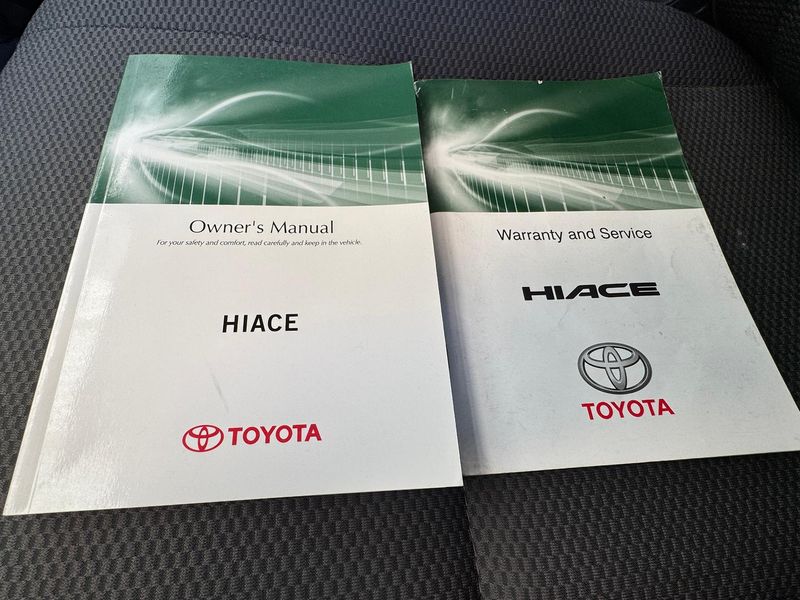 Owner's Manual
For your safety and comfort, read carefully and keep in the vehicle.
HIACE
TOYOTA
Warranty and Service
HIACE
TOYOTA